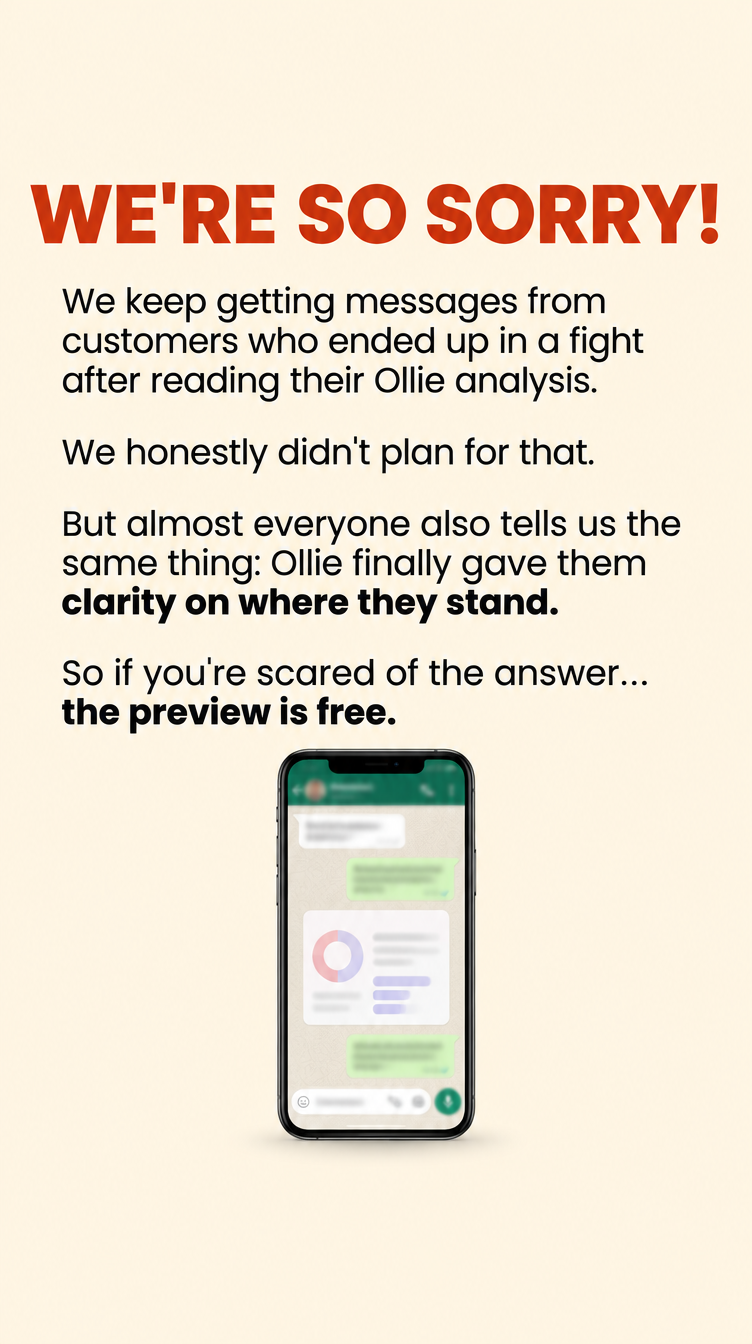 WE'RE SO SORRY!
We keep getting messages from
customers who ended up in a fight
after reading their Ollie analysis.
We honestly didn't plan for that.
But almost everyone also tells us the
same thing: Ollie finally gave them
clarity on where they stand.
So if you're scared of the answer...
the preview is free.